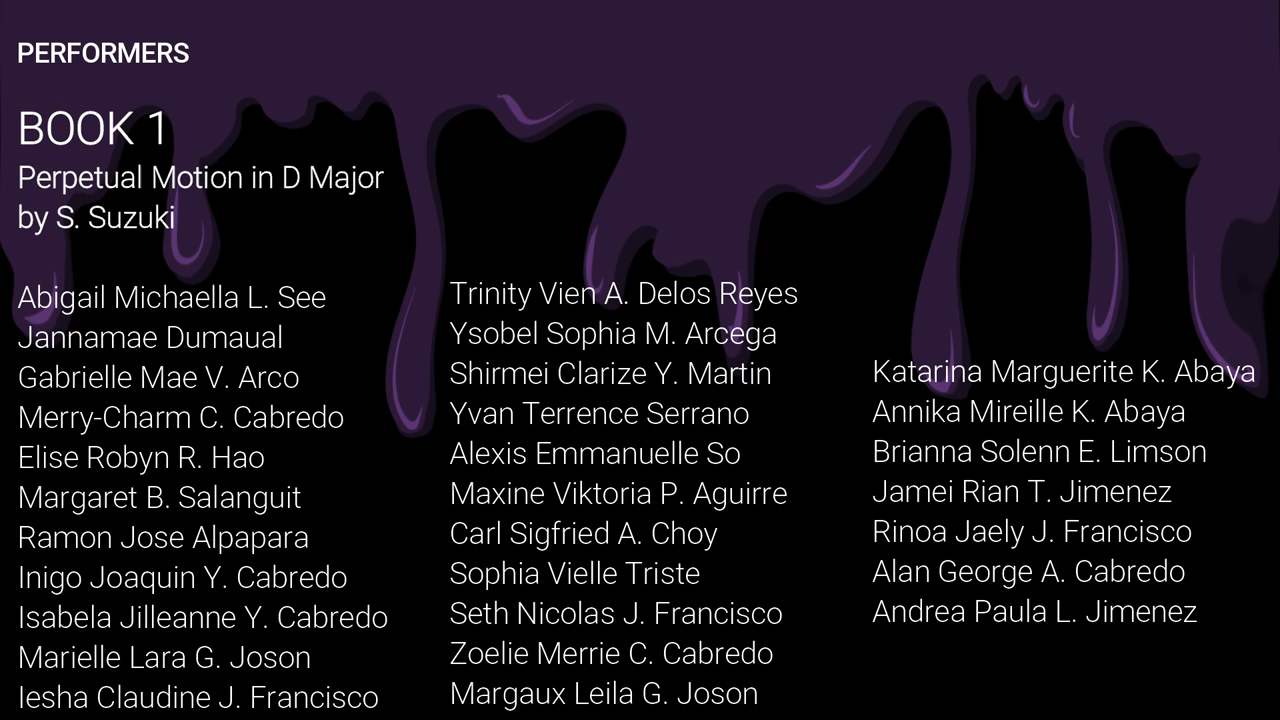 PERFORMERS
BOOK 1
Perpetual Motion in D Major
by S. Suzuki
Abigail Michaella L. See
Jannamae Dumaual
Gabrielle Mae V. Arco
Merry-Charm C. Cabredo
Elise Robyn R. Hao
Margaret B. Salanguit
Ramon Jose Alpapara
Inigo Joaquin Y. Cabredo
Isabela Jilleanne Y. Cabredo
Marielle Lara G. Joson
Iesha Claudine J. Francisco
Trinity Vien A. Delos Reyes
Ysobel Sophia M. Arcega
Shirmei Clarize Y. Martin
Yvan Terrence Serrano
Alexis Emmanuelle So
Maxine Viktoria P. Aguirre
Carl Sigfried A. Choy
Sophia Vielle Triste
Seth Nicolas J. Francisco
Zoelie Merrie C. Cabredo
Margaux Leila G. Joson
Katarina Marguerite K. Abaya
Annika Mireille K. Abaya
Brianna Solenn E. Limson
Jamei Rian T. Jimenez
Rinoa Jaely J. Francisco
Alan George A. Cabredo
Andrea Paula L. Jimenez